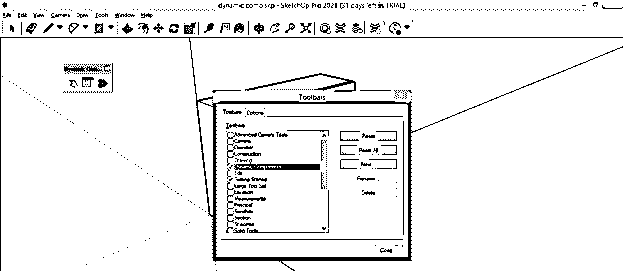 dynamic comp.skp - SketchUp Pro 2021 (31 days left in TRIAL)
File Edit View Camera Draw Tools Window Help
Toolbars
Toolbars Options
Toolbars
Advanced Camera Tools
Camera
Classifier
Construction
Drawing
Dynamic Components
Edit
Getting Started
Large Tool Set
Location
Measurements
Principal
Sandbox
Section
Shadows
Solid Tools
Reset
Reset All
New
Rename
Delete
Close